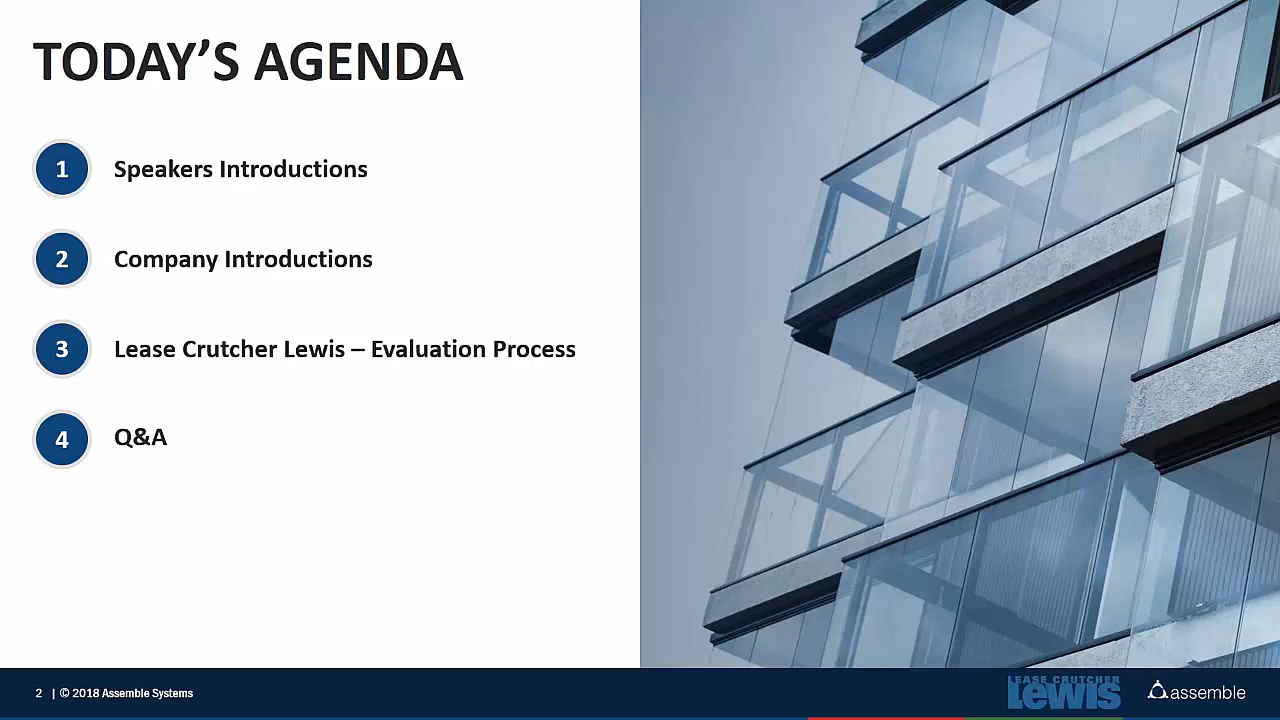 TODAY’S AGENDA
1 Speakers Introductions
2 Company Introductions
3 Lease Crutcher Lewis – Evaluation Process
4 Q&A
2 | © 2018 Assemble Systems
LEASE CRUTCHER
Lewis
assemble